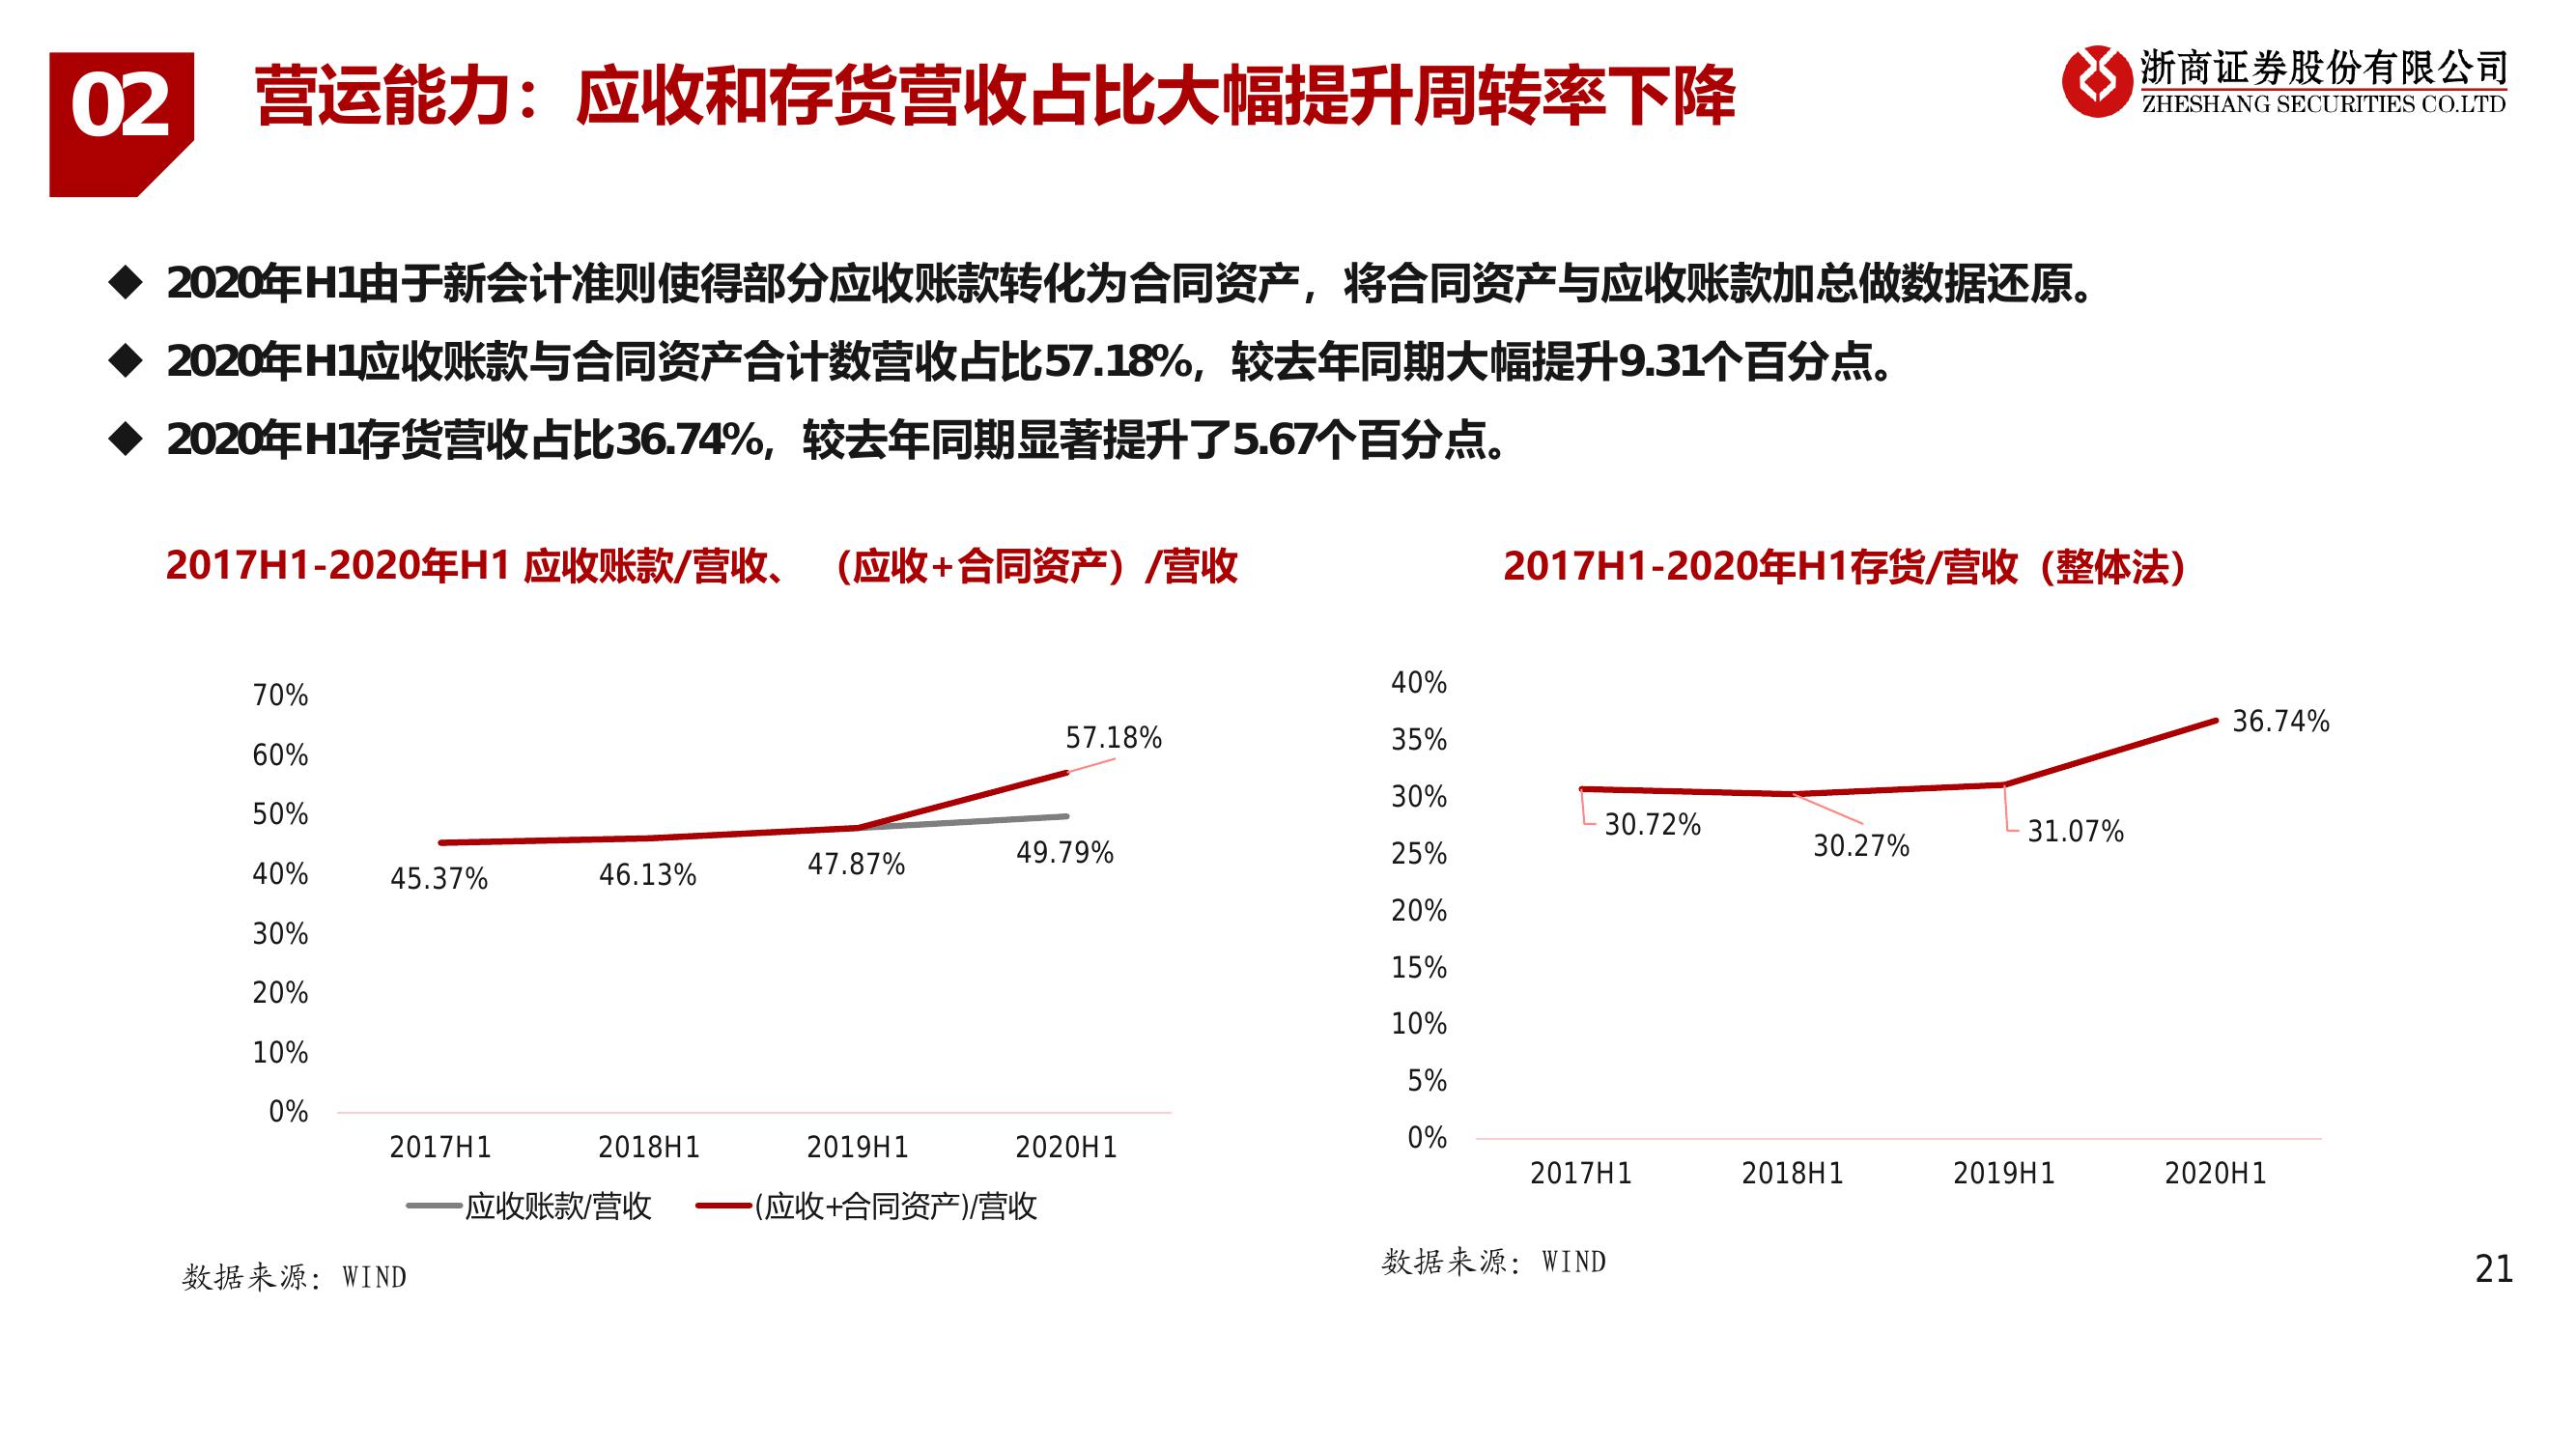 02
营运能力：应收和存货营收占比大幅提升周转率下降
浙商证券股份有限公司
ZHESHANG SECURITIES CO.LTD
◆ 2020年H1由于新会计准则使得部分应收账款转化为合同资产，将合同资产与应收账款加总做数据还原。
◆ 2020年H1应收账款与合同资产合计数营收占比57.18%，较去年同期大幅提升9.31个百分点。
◆ 2020年H1存货营收占比36.74%，较去年同期显著提升了5.67个百分点。
2017H1-2020年H1 应收账款/营收、 （应收+合同资产）/营收
70%
60%
50%
40%
30%
20%
10%
0%
57.18%
45.37%
46.13%
47.87%
49.79%
2017H1
2018H1
2019H1
2020H1
应收账款/营收
(应收+合同资产)/营收
数据来源：WIND
2017H1-2020年H1存货/营收（整体法）
40%
35%
30%
25%
20%
15%
10%
5%
0%
30.72%
30.27%
31.07%
36.74%
2017H1
2018H1
2019H1
2020H1
数据来源：WIND
21